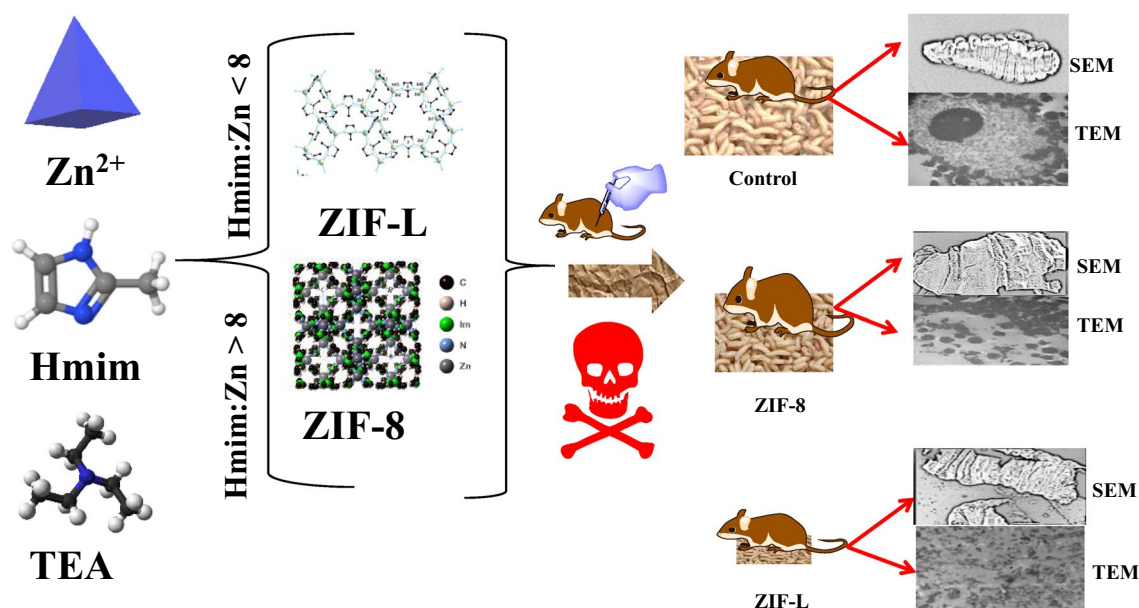 Zn²⁺
Hmim
TEA
Hmim:Zn < 8
Hmim:Zn > 8
ZIF-L
C
H
Im
N
Zn
ZIF-8
Control
SEM
TEM
ZIF-8
SEM
TEM
ZIF-L
SEM
TEM